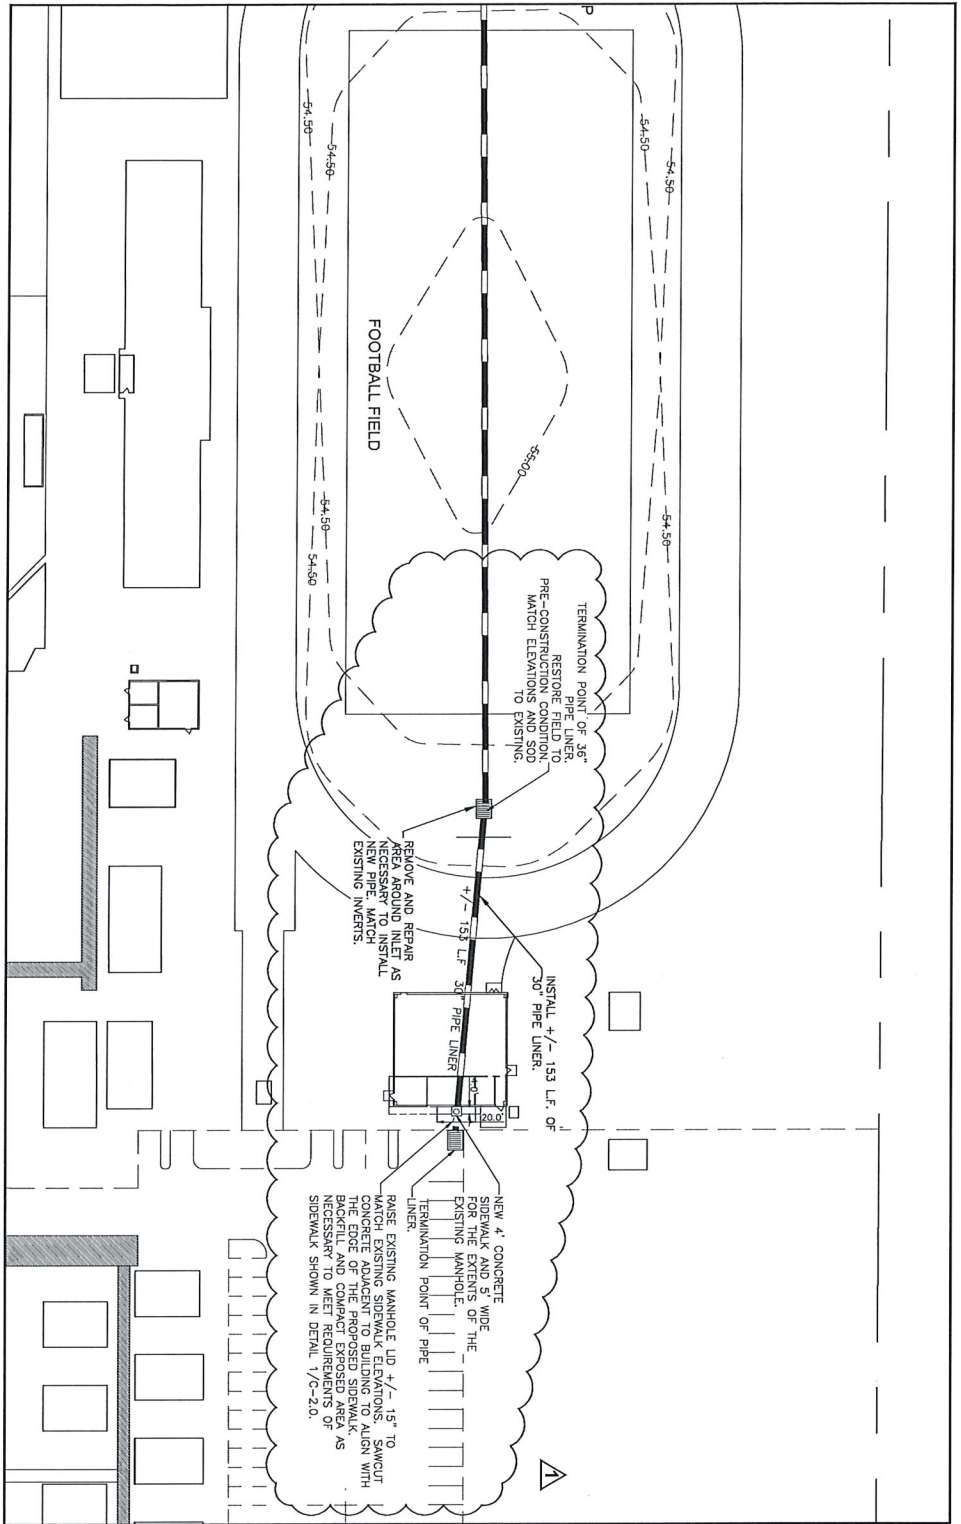 P
54.50
54.50
54.50
54.50
55.00
54.50
54.50
54.50
FOOTBALL FIELD
TERMINATION POINT OF 36"
PIPE LINER.
RESTORE FIELD TO
PRE-CONSTRUCTION CONDITION.
MATCH ELEVATIONS AND SOD
TO EXISTING.
REMOVE AND REPAIR
AREA AROUND INLET AS
NECESSARY TO INSTALL
NEW PIPE. MATCH
EXISTING INVERTS.
+/- 153 L.F 30" PIPE LINER
INSTALL +/- 153 L.F. OF
30" PIPE LINER.
20.0'
NEW 4' CONCRETE
SIDEWALK AND 5' WIDE
FOR THE EXTENTS OF THE
EXISTING MANHOLE.
TERMINATION POINT OF PIPE
LINER.
RAISE EXISTING MANHOLE LID +/- 15" TO
MATCH EXISTING SIDEWALK ELEVATIONS. SAWCUT
CONCRETE ADJACENT TO BUILDING TO ALIGN WITH
THE EDGE OF THE PROPOSED SIDEWALK.
BACKFILL AND COMPACT EXPOSED AREA AS
NECESSARY TO MEET REQUIREMENTS OF
SIDEWALK SHOWN IN DETAIL 1/C-2.0.
1